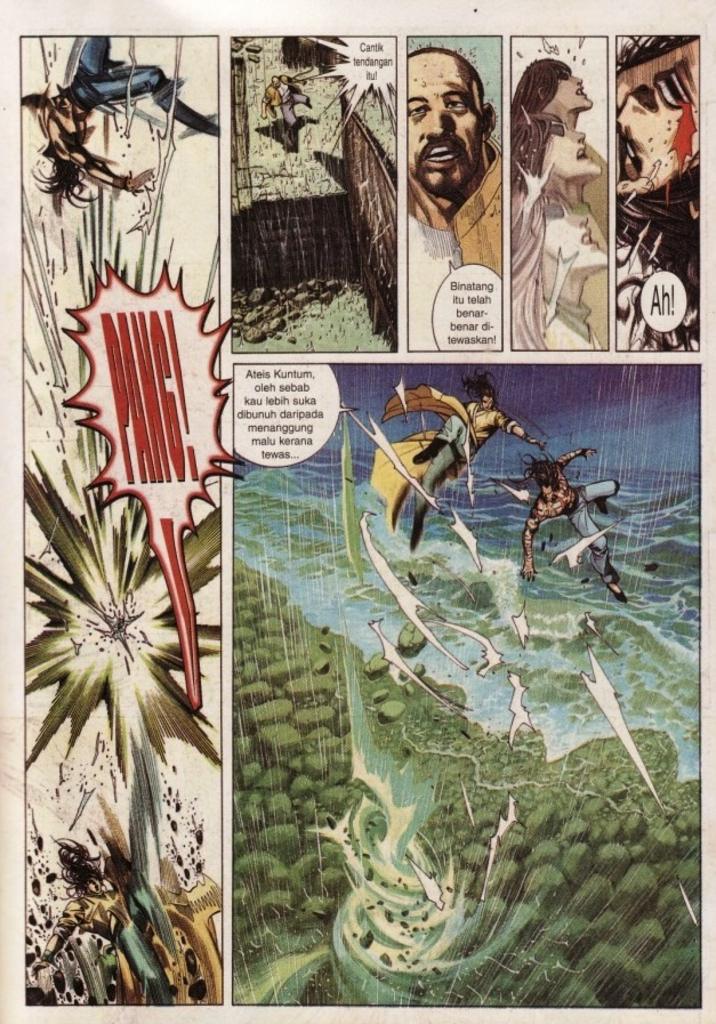 PANG!
Cantik
tendangan
itu!
Binatang
itu telah
benar-
benar di-
tewaskan!
Ah!
Ateis Kuntum,
oleh sebab
kau lebih suka
dibunuh daripada
menanggung
malu kerana
tewas...